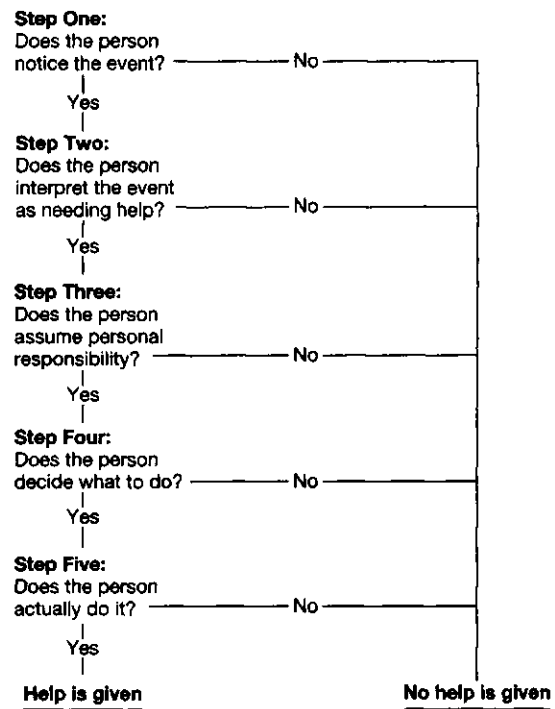 Step One:
Does the person
notice the event? No
Yes
Step Two:
Does the person
interpret the event
as needing help? No
Yes
Step Three:
Does the person
assume personal
responsibility? No
Yes
Step Four:
Does the person
decide what to do? No
Yes
Step Five:
Does the person
actually do it? No
Yes
Help is given No help is given